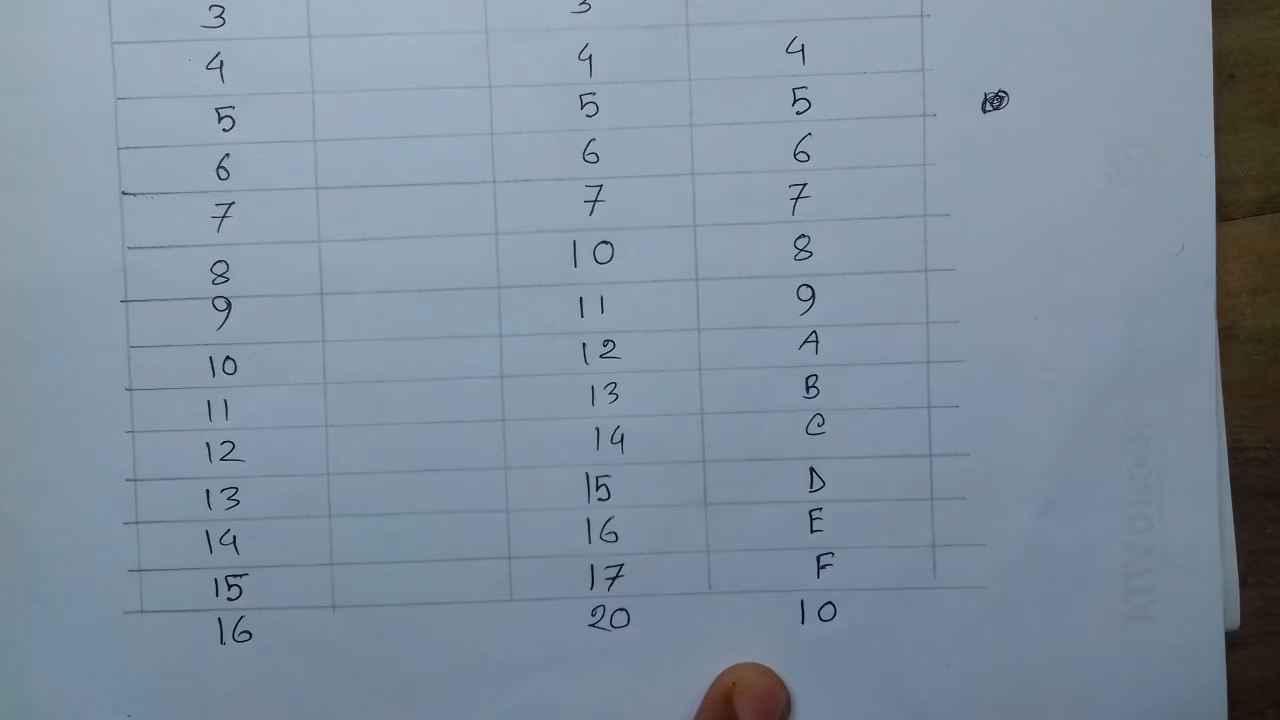 3 3
4 4 4
5 5 5
6 6 6
7 7 7
8 10 8
9 11 9
10 12 A
11 13 B
12 14 C
13 15 D
14 16 E
15 17 F
16 20 10